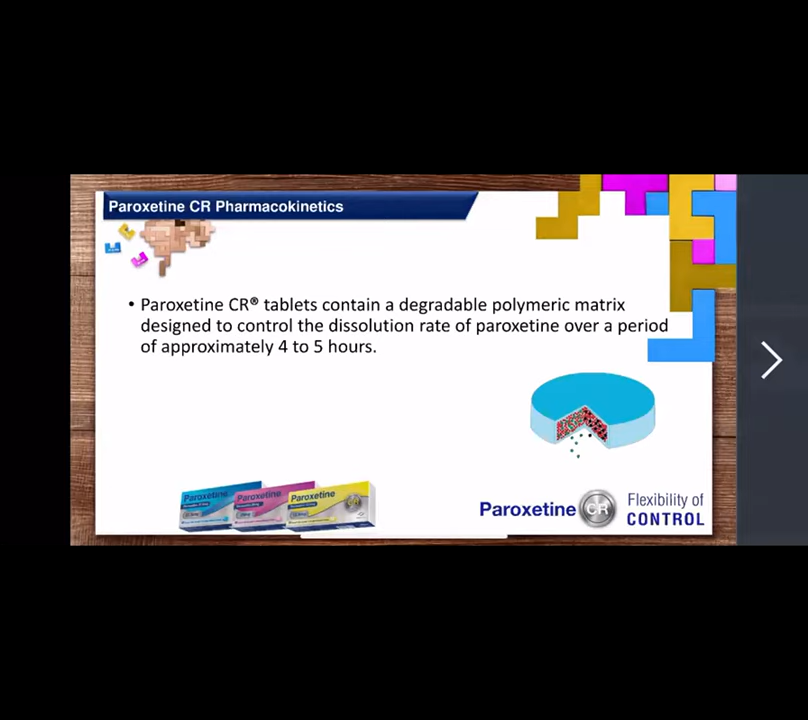 Paroxetine CR Pharmacokinetics
• Paroxetine CR® tablets contain a degradable polymeric matrix
designed to control the dissolution rate of paroxetine over a period
of approximately 4 to 5 hours.
Paroxetine
Paroxetine
Paroxetine
Paroxetine CR
Flexibility of
CONTROL